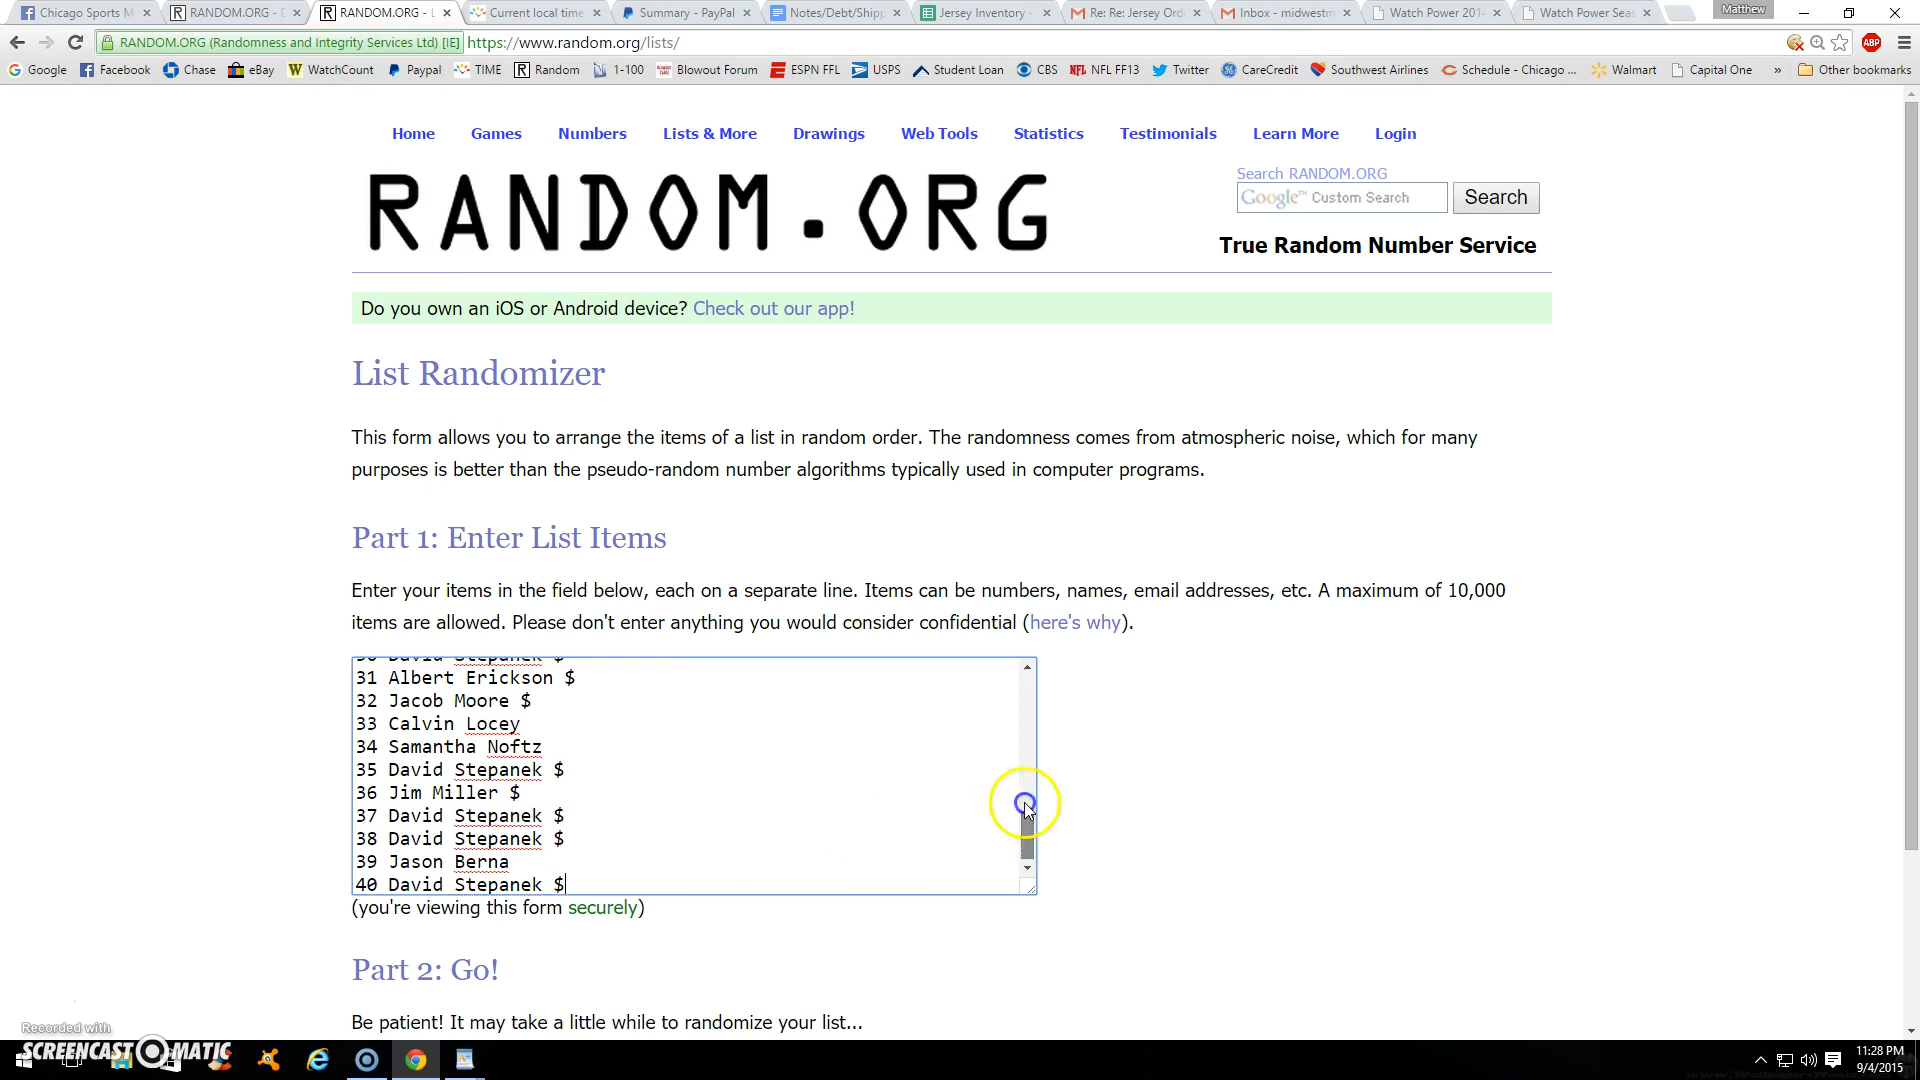 Chicago Sports M
RANDOM.ORG - D
RANDOM.ORG - L
Current local time
Summary - PayPal
Notes/Debt/Shipp
Jersey Inventory -
Re: Re: Jersey Ord
Inbox - midwestm
Watch Power 2014
Watch Power Seas
Matthew
RANDOM.ORG (Randomness and Integrity Services Ltd) [IE] https://www.random.org/lists/
ABP
Google Facebook Chase eBay WatchCount Paypal TIME Random 1-100 Blowout Forum ESPN FFL USPS Student Loan CBS NFL FF13 Twitter CareCredit Southwest Airlines Schedule - Chicago ... Walmart Capital One » Other bookmarks
Home Games Numbers Lists & More Drawings Web Tools Statistics Testimonials Learn More Login
RANDOM.ORG
Search RANDOM.ORG
Google™ Custom Search Search
True Random Number Service
Do you own an iOS or Android device? Check out our app!
List Randomizer
This form allows you to arrange the items of a list in random order. The randomness comes from atmospheric noise, which for many
purposes is better than the pseudo-random number algorithms typically used in computer programs.
Part 1: Enter List Items
Enter your items in the field below, each on a separate line. Items can be numbers, names, email addresses, etc. A maximum of 10,000
items are allowed. Please don't enter anything you would consider confidential (here's why).
30 David Stepanek $
31 Albert Erickson $
32 Jacob Moore $
33 Calvin Locey
34 Samantha Noftz
35 David Stepanek $
36 Jim Miller $
37 David Stepanek $
38 David Stepanek $
39 Jason Berna
40 David Stepanek $
(you're viewing this form securely)
Part 2: Go!
Be patient! It may take a little while to randomize your list...
Recorded with
SCREENCAST-O-MATIC
11:28 PM
9/4/2015